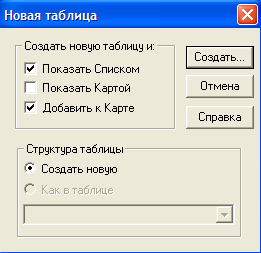 Новая таблица
Создать новую таблицу и:
Показать Списком
Показать Картой
Добавить к Карте
Создать...
Отмена
Справка
Структура таблицы
Создать новую
Как в таблице